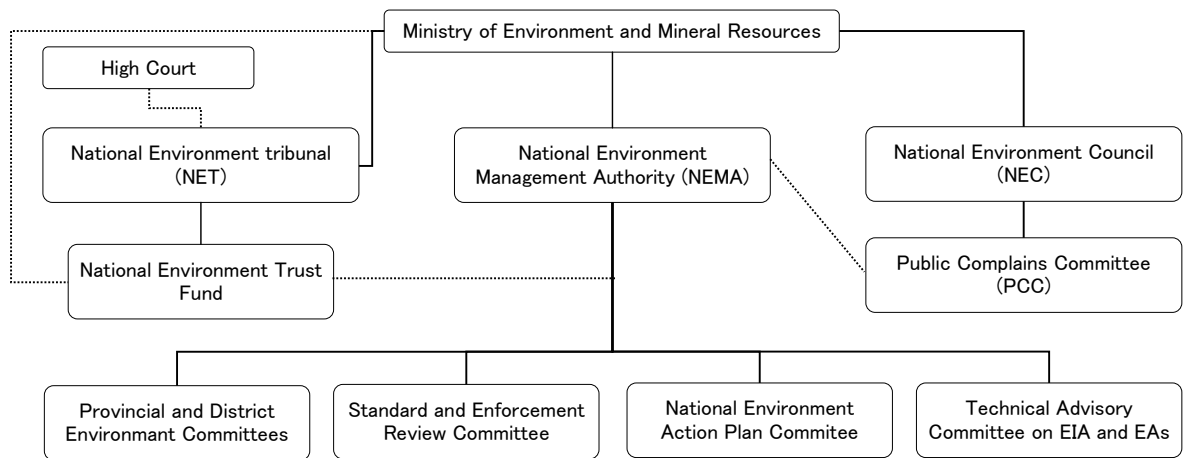 Ministry of Environment and Mineral Resources
High Court
National Environment tribunal
(NET)
National Environment
Management Authority (NEMA)
National Environment Council
(NEC)
National Environment Trust
Fund
Public Complains Committee
(PCC)
Provincial and District
Environmant Committees
Standard and Enforcement
Review Committee
National Environment
Action Plan Commitee
Technical Advisory
Committee on EIA and EAs